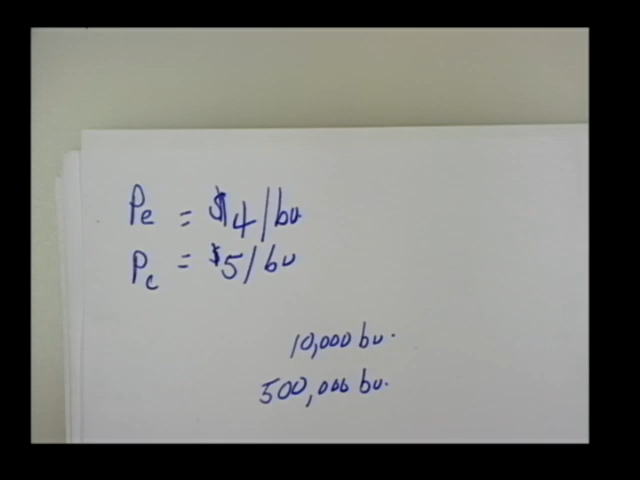 Pe = $4/bu
Pc = $5/bu
10,000 bu.
500,000 bu.